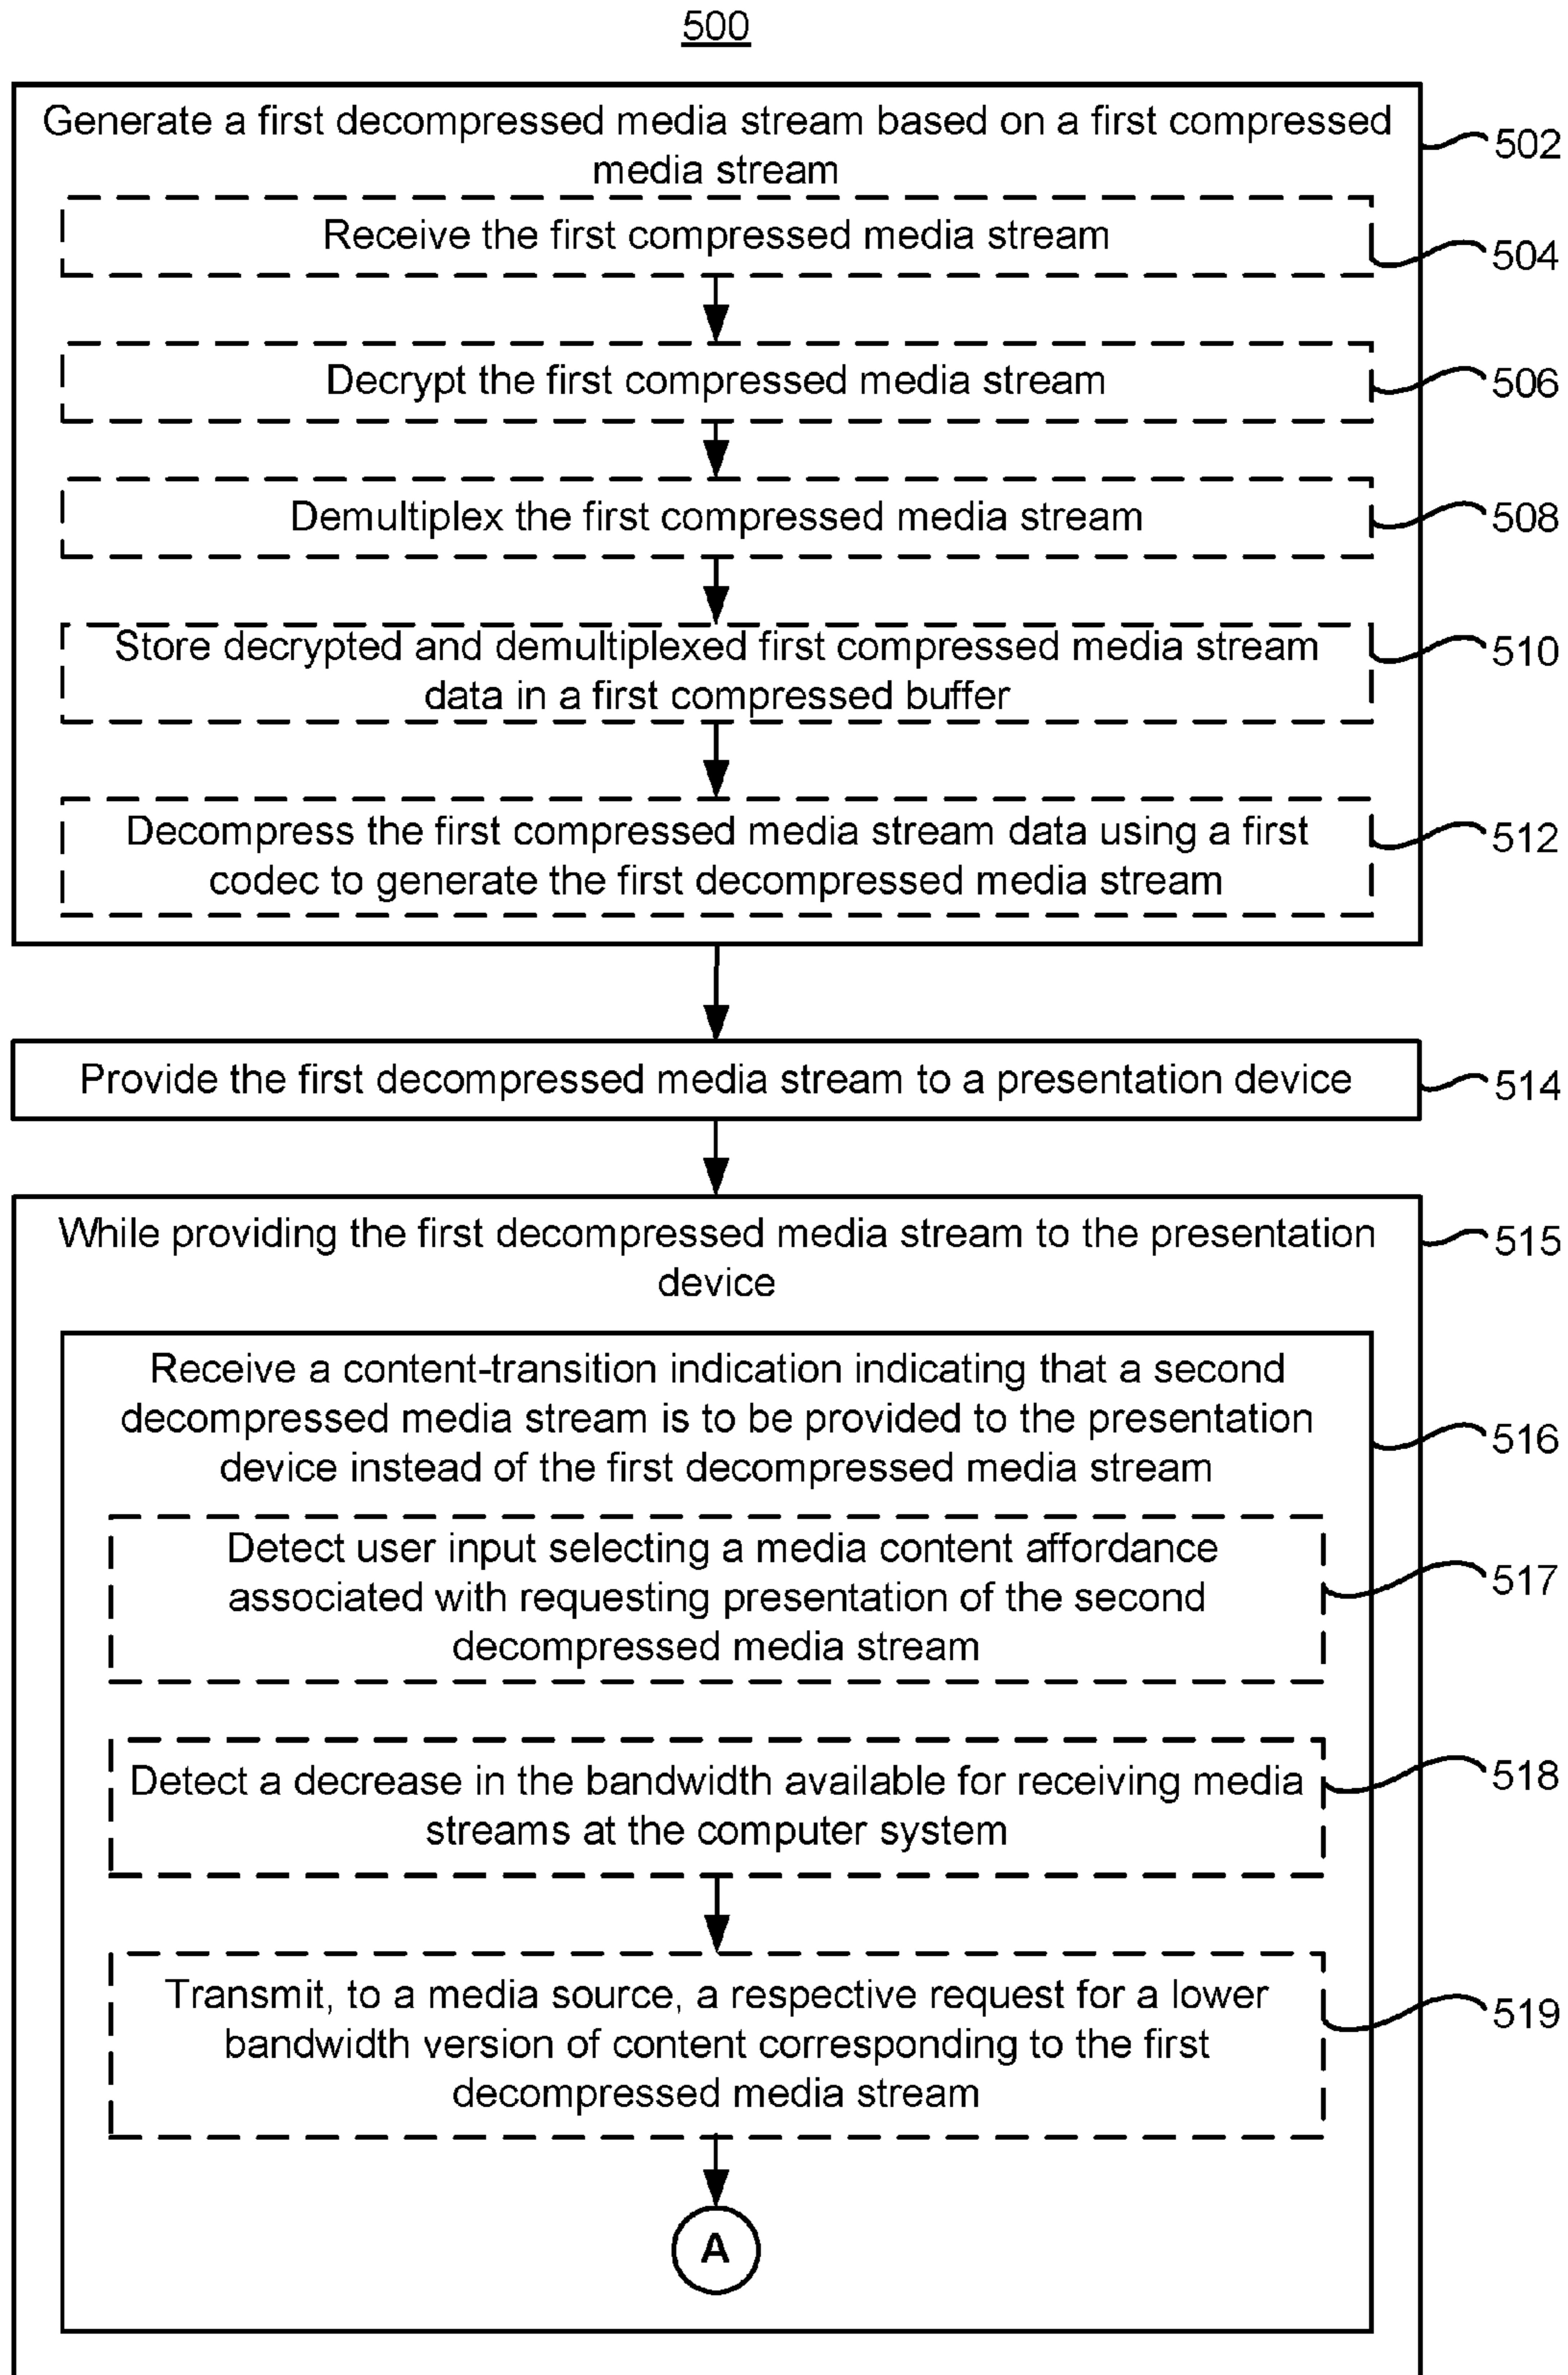 500
Generate a first decompressed media stream based on a first compressed
media stream
502
Receive the first compressed media stream
504
Decrypt the first compressed media stream
506
Demultiplex the first compressed media stream
508
Store decrypted and demultiplexed first compressed media stream
data in a first compressed buffer
510
Decompress the first compressed media stream data using a first
codec to generate the first decompressed media stream
512
Provide the first decompressed media stream to a presentation device
514
While providing the first decompressed media stream to the presentation
device
515
Receive a content-transition indication indicating that a second
decompressed media stream is to be provided to the presentation
device instead of the first decompressed media stream
516
Detect user input selecting a media content affordance
associated with requesting presentation of the second
decompressed media stream
517
Detect a decrease in the bandwidth available for receiving media
streams at the computer system
518
Transmit, to a media source, a respective request for a lower
bandwidth version of content corresponding to the first
decompressed media stream
519
A